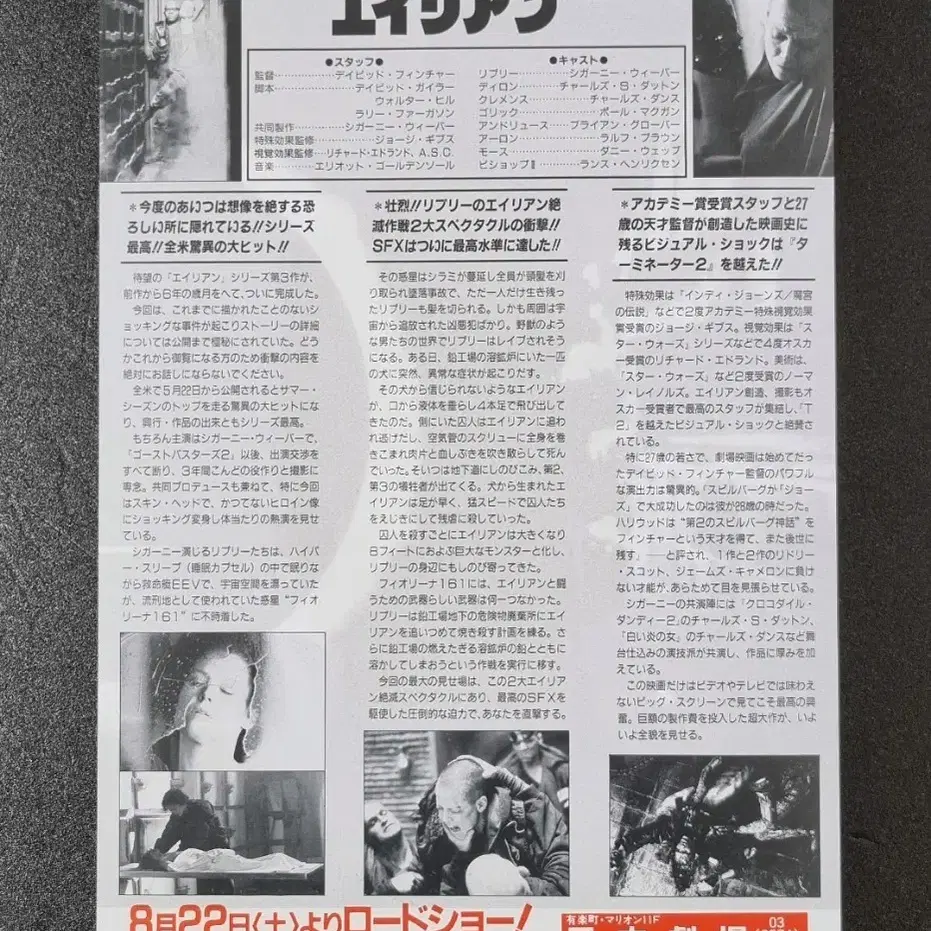 エイリアン
●スタッフ●
監督…………デイビッド・フィンチャー
脚本…………デイビッド・ガイラー
ウォルター・ヒル
ラリー・ファーガソン
共同製作…………シガーニー・ウィーバー
特殊効果監修…………ジョージ・ギブス
視覚効果監修…リチャード・エドランド、A.S.C.
音楽…………エリオット・ゴールデンソール
●キャスト●
リプリー…………シガーニー・ウィーバー
ディロン…………チャールズ・S・ダットン
クレメンス…………チャールズ・ダンス
ゴリック…………ポール・マクガン
アンドリュース…………ブライアン・グローバー
アーロン…………ラルフ・ブラウン
モース…………ダニー・ウェッブ
ビショップⅡ…………ランス・ヘンリクセン
＊今度のあいつは想像を絶する恐
ろしい所に隠れている!!シリーズ
最高!!全米驚異の大ヒット!!
待望の「エイリアン」シリーズ第3作が、
前作から6年の歳月をへて、ついに完成した。
今回は、これまでに描かれたことのないシ
ョッキングな事件が起こりストーリーの詳細
については公開まで極秘にされていた。どう
かこれから御覧になる方のため衝撃の内容を
絶対にお話しにならないでください。
全米で5月22日から公開されるとサマー・
シーズンのトップを走る驚異の大ヒットにな
り、興行・作品の出来ともシリーズ最高。
もちろん主演はシガーニー・ウィーバーで、
「ゴーストバスターズ2」以後、出演交渉を
すべて断り、3年間こんどの役作りと撮影に
専念。共同プロデュースも兼ねて、特に今回
はスキン・ヘッドで、かつてないヒロイン像
にショッキング変身し体当たりの熱演を見せ
ている。
シガーニー演じるリプリーたちは、ハイパ
ー・スリープ（睡眠カプセル）の中で眠りな
がら救命艇EEVで、宇宙空間を漂っていた
が、流刑地として使われていた惑星“フィオ
リーナ161”に不時着した。
＊壮烈!!リプリーのエイリアン絶
滅作戦2大スペクタクルの衝撃!!
SFXはついに最高水準に達した!!
その惑星はシラミが蔓延し全員が頭髪を刈
り取られ墜落事故で、ただ一人だけ生き残っ
たリプリーも髪を切られる。しかも周囲は宇
宙から追放された凶悪犯ばかり。野獣のよう
な男たちの世界でリプリーはレイプされそう
になる。ある日、鉛工場の溶鉱炉にいた一匹
の犬に突然、異常な症状が起こりだす。
その犬から信じられないようなエイリアン
が、口から液体を垂らし4本足で飛び出して
きたのだ。側にいた囚人はエイリアンに追わ
れ逃げだし、空気管のスクリューに全身を巻
きこまれ肉片と血しぶきを吹き散らして死ん
でいった。そいつは地下道にしのびこみ、第2、
第3の犠牲者が出てくる。犬から生まれたエ
イリアンは足が早く、猛スピードで囚人たち
をえじきにして残虐に殺していった。
囚人を殺すごとにエイリアンは大きくなり
8フィートにおよぶ巨大なモンスターと化し、
リプリーの身辺にもしのび寄ってきた。
フィオリーナ161には、エイリアンと闘
うための武器らしい武器は何一つなかった。
リプリーは鉛工場地下の危険物廃棄所にエイ
リアンを追いつめて焼き殺す計画を練る。さ
らに鉛工場の燃えたぎる溶鉱炉の鉛とともに
溶かしてしまおうという作戦を実行に移す。
今回の最大の見せ場は、この2大エイリア
ン絶滅スペクタクルにあり、最高のSFXを
駆使した圧倒的な迫力で、あなたを直撃する。
＊アカデミー賞受賞スタッフと27
歳の天才監督が創造した映画史に
残るビジュアル・ショックは『タ
ーミネーター2』を越えた!!
特殊効果は「インディ・ジョーンズ／魔宮
の伝説」などで2度アカデミー特殊視覚効果
賞受賞のジョージ・ギブス。視覚効果は「ス
ター・ウォーズ」シリーズなどで4度オスカ
ー受賞のリチャード・エドランド。美術は、
「スター・ウォーズ」など2度受賞のノーマ
ン・レイノルズ。エイリアン創造、撮影もオ
スカー受賞者で最高のスタッフが集結し、「T
2」を越えたビジュアル・ショックと絶賛さ
れている。
特に27歳の若さで、劇場映画は始めてだっ
たデイビッド・フィンチャー監督のパワフル
な演出力は驚異的。「スピルバーグが「ジョー
ズ」で大成功したのは彼が28歳の時だった。
ハリウッドは“第2のスピルバーグ神話”を
フィンチャーという天才を得て、また後世に
残す」――と評され、1作と2作のリドリー
・スコット、ジェームズ・キャメロンに負けな
い才能が、あらためて目を見張らせている。
シガーニーの共演陣には「クロコダイル・
ダンディー2」のチャールズ・S・ダットン、
「白い炎の女」のチャールズ・ダンスなど舞
台仕込みの演技派が共演し、作品に厚みを加
えている。
この映画だけはビデオやテレビでは味わえ
ないビッグ・スクリーンで見てこそ最高の興
奮。巨額の製作費を投入した超大作が、いよ
いよ全貌を見せる。
8月22日〈土〉よりロードショー!
有楽町・マリオン11F
03